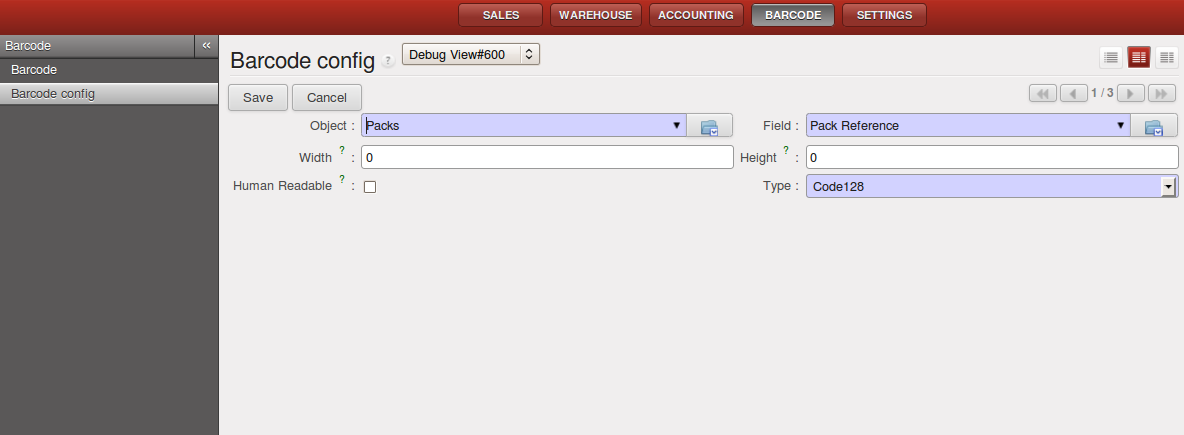 SALES WAREHOUSE ACCOUNTING BARCODE SETTINGS
Barcode «
Barcode
Barcode config
Barcode config ? Debug View#600
Save Cancel 1 / 3
Object : Packs Field : Pack Reference
Width ? : 0 Height ? : 0
Human Readable ? : Type : Code128